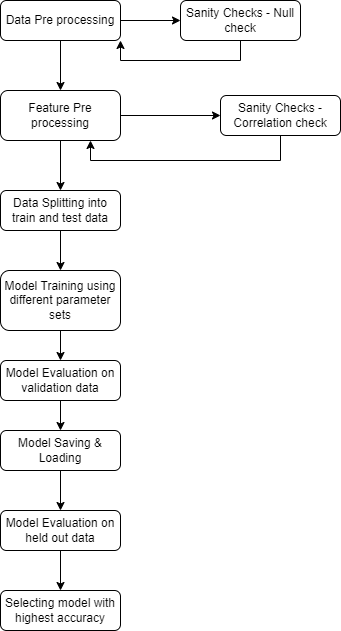 Data Pre processing
Sanity Checks - Null
check
Feature Pre
processing
Sanity Checks -
Correlation check
Data Splitting into
train and test data
Model Training using
different parameter
sets
Model Evaluation on
validation data
Model Saving &
Loading
Model Evaluation on
held out data
Selecting model with
highest accuracy